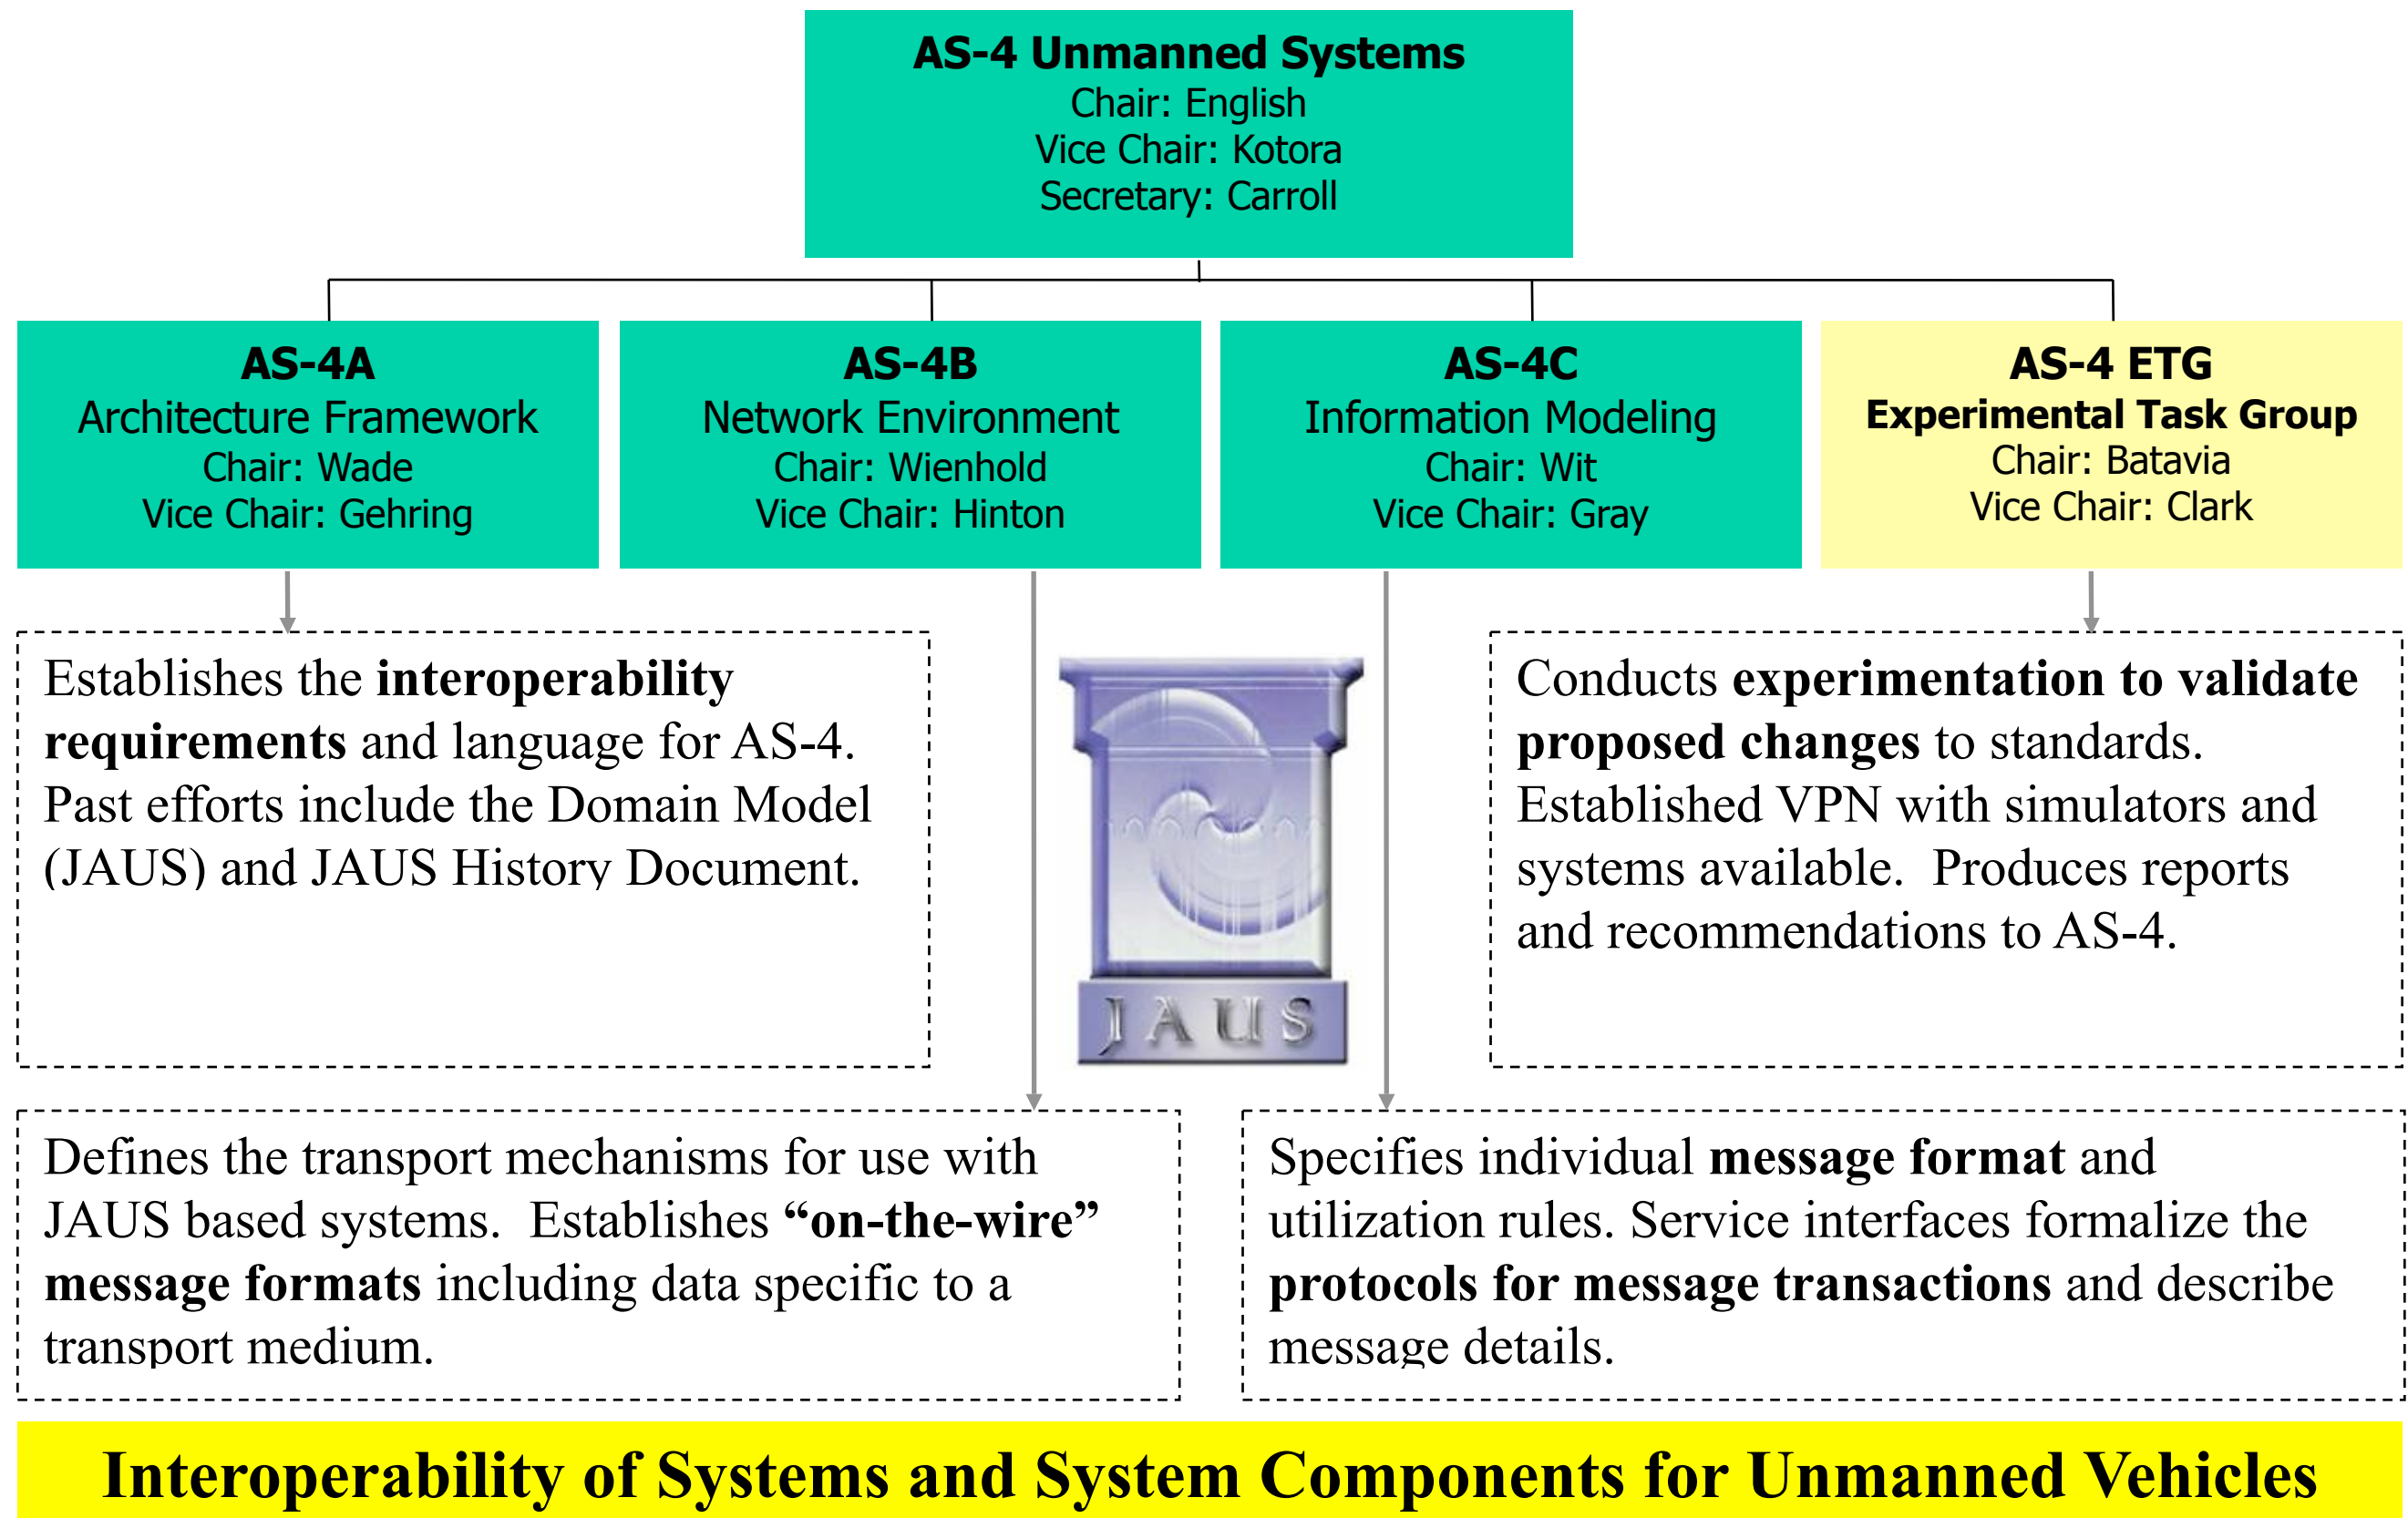 AS-4 Unmanned Systems
Chair: English
Vice Chair: Kotora
Secretary: Carroll
AS-4A
Architecture Framework
Chair: Wade
Vice Chair: Gehring
AS-4B
Network Environment
Chair: Wienhold
Vice Chair: Hinton
AS-4C
Information Modeling
Chair: Wit
Vice Chair: Gray
AS-4 ETG
Experimental Task Group
Chair: Batavia
Vice Chair: Clark
Establishes the interoperability
requirements and language for AS-4.
Past efforts include the Domain Model
(JAUS) and JAUS History Document.
JAUS
Conducts experimentation to validate
proposed changes to standards.
Established VPN with simulators and
systems available.  Produces reports
and recommendations to AS-4.
Defines the transport mechanisms for use with
JAUS based systems.  Establishes “on-the-wire”
message formats including data specific to a
transport medium.
Specifies individual message format and
utilization rules. Service interfaces formalize the
protocols for message transactions and describe
message details.
Interoperability of Systems and System Components for Unmanned Vehicles